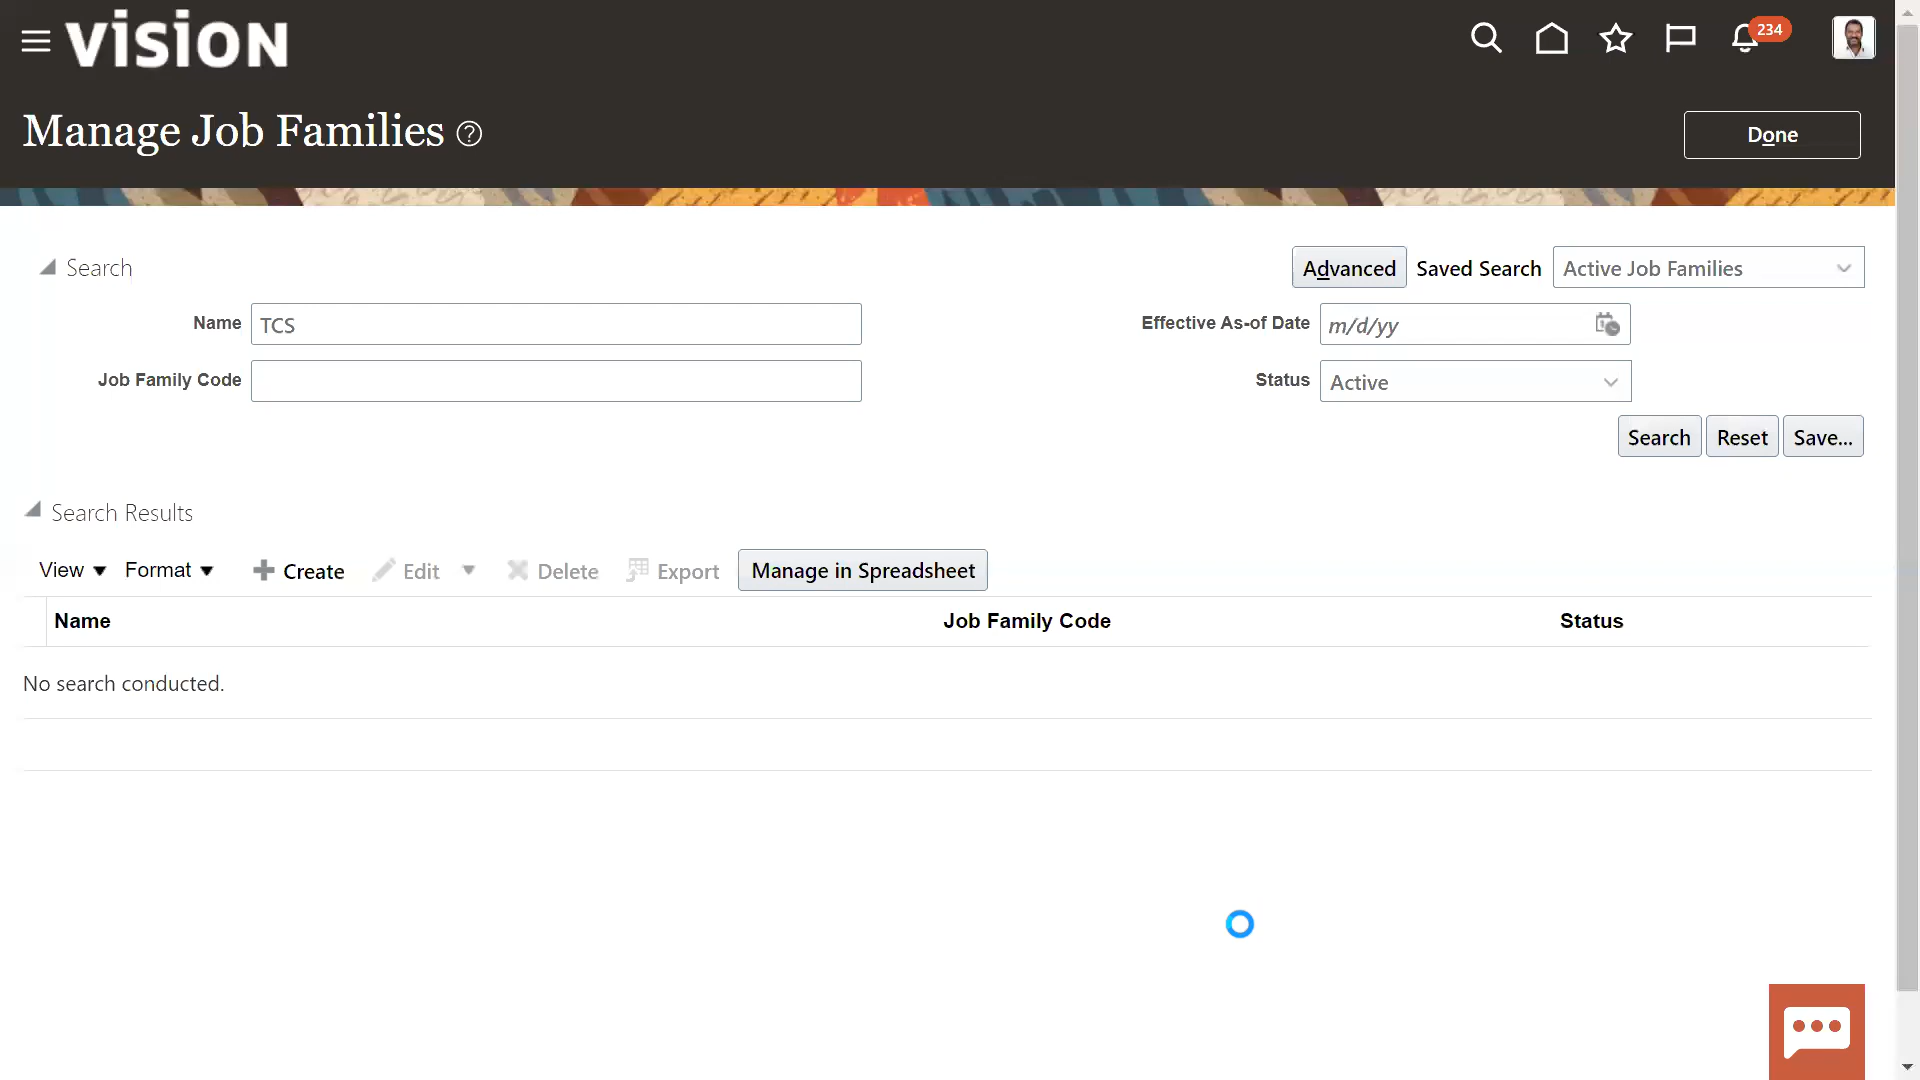 vision
234
Manage Job Families ?
Done
Search
Advanced Saved Search Active Job Families
Name TCS
Effective As-of Date m/d/yy
Job Family Code
Status Active
Search Reset Save...
Search Results
View Format Create Edit Delete Export Manage in Spreadsheet
Name Job Family Code Status
No search conducted.